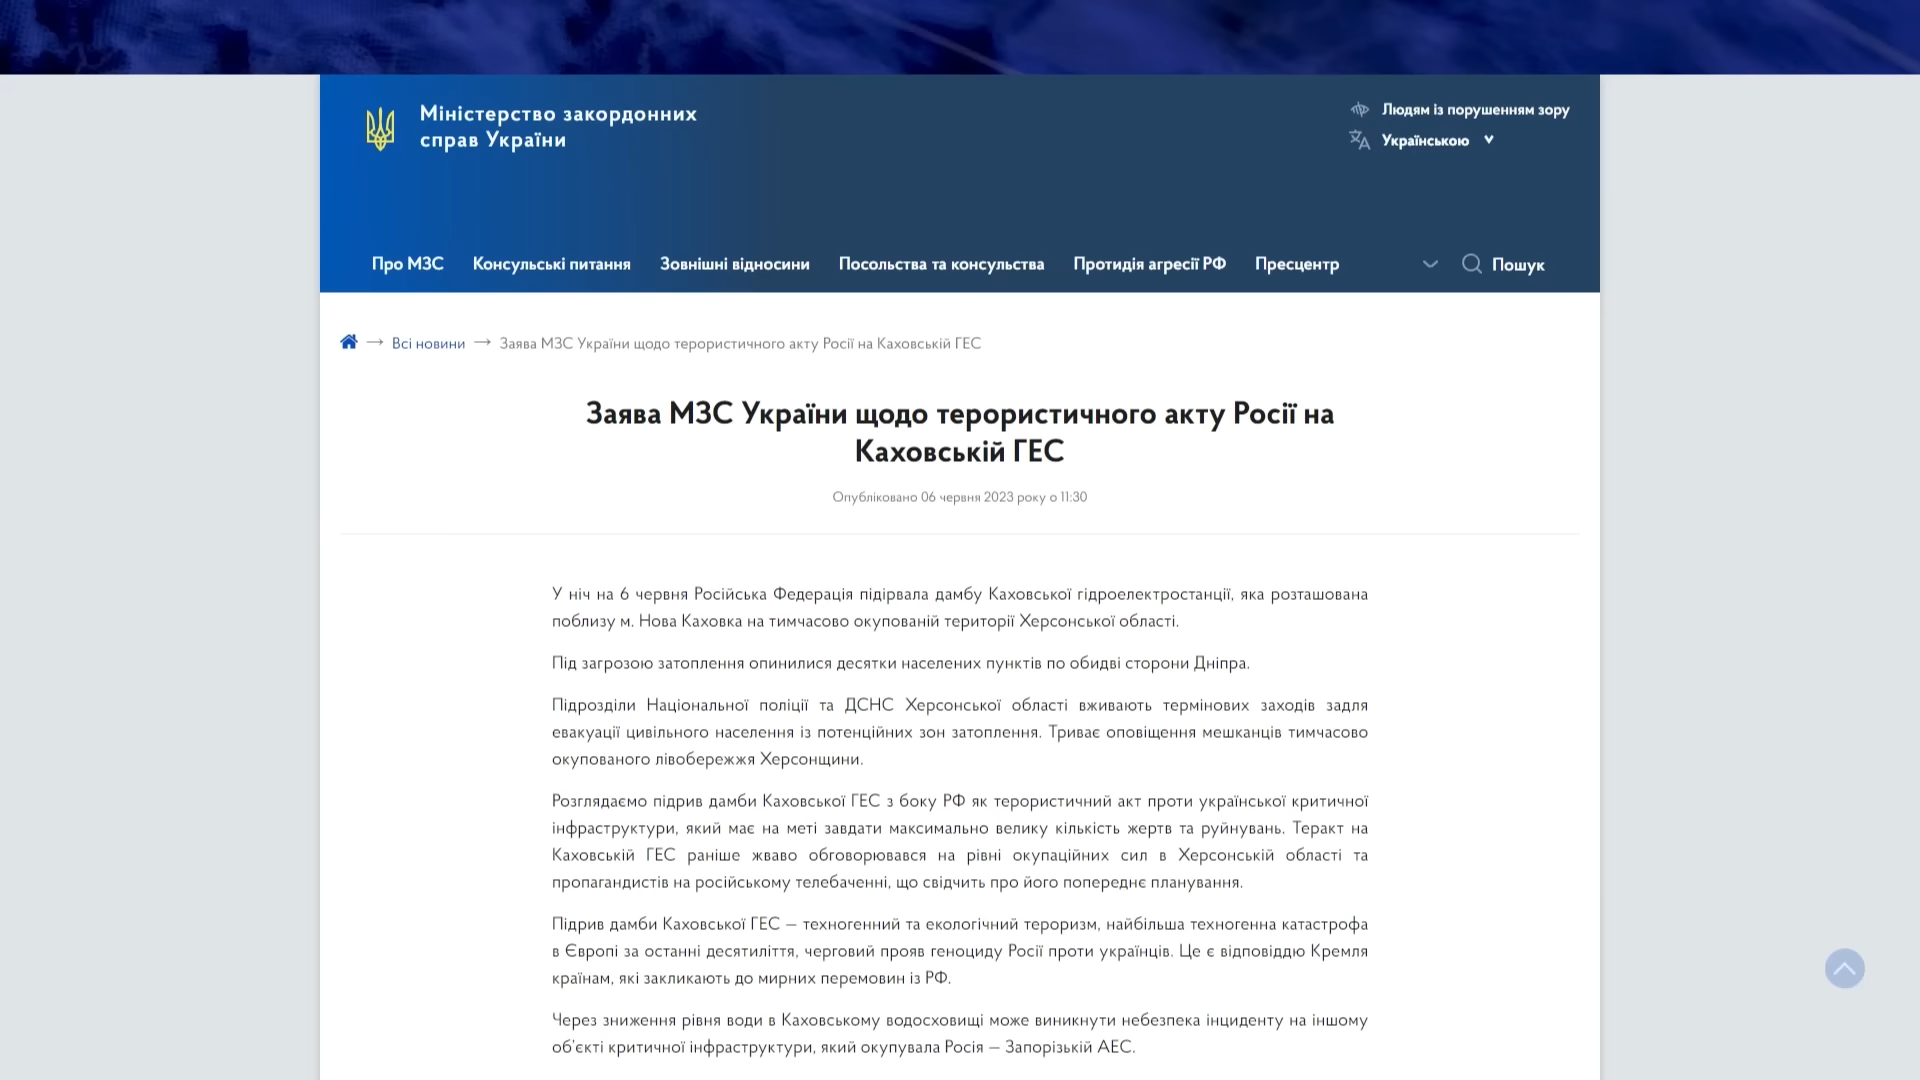 Міністерство закордонних
справ України
Людям із порушенням зору
Українською
Про МЗС Консульські питання Зовнішні відносини Посольства та консульства Протидія агресії РФ Пресцентр Пошук
Всі новини → Заява МЗС України щодо терористичного акту Росії на Каховській ГЕС
Заява МЗС України щодо терористичного акту Росії на
Каховській ГЕС
Опубліковано 06 червня 2023 року о 11:30
У ніч на 6 червня Російська Федерація підірвала дамбу Каховської гідроелектростанції, яка розташована
поблизу м. Нова Каховка на тимчасово окупованій території Херсонської області.
Під загрозою затоплення опинилися десятки населених пунктів по обидві сторони Дніпра.
Підрозділи Національної поліції та ДСНС Херсонської області вживають термінових заходів задля
евакуації цивільного населення із потенційних зон затоплення. Триває оповіщення мешканців тимчасово
окупованого лівобережжя Херсонщини.
Розглядаємо підрив дамби Каховської ГЕС з боку РФ як терористичний акт проти української критичної
інфраструктури, який має на меті завдати максимально велику кількість жертв та руйнувань. Теракт на
Каховській ГЕС раніше жваво обговорювався на рівні окупаційних сил в Херсонській області та
пропагандистів на російському телебаченні, що свідчить про його попереднє планування.
Підрив дамби Каховської ГЕС — техногенний та екологічний тероризм, найбільша техногенна катастрофа
в Європі за останні десятиліття, черговий прояв геноциду Росії проти українців. Це є відповіддю Кремля
країнам, які закликають до мирних перемовин із РФ.
Через зниження рівня води в Каховському водосховищі може виникнути небезпека інциденту на іншому
об’єкті критичної інфраструктури, який окупувала Росія — Запорізькій АЕС.